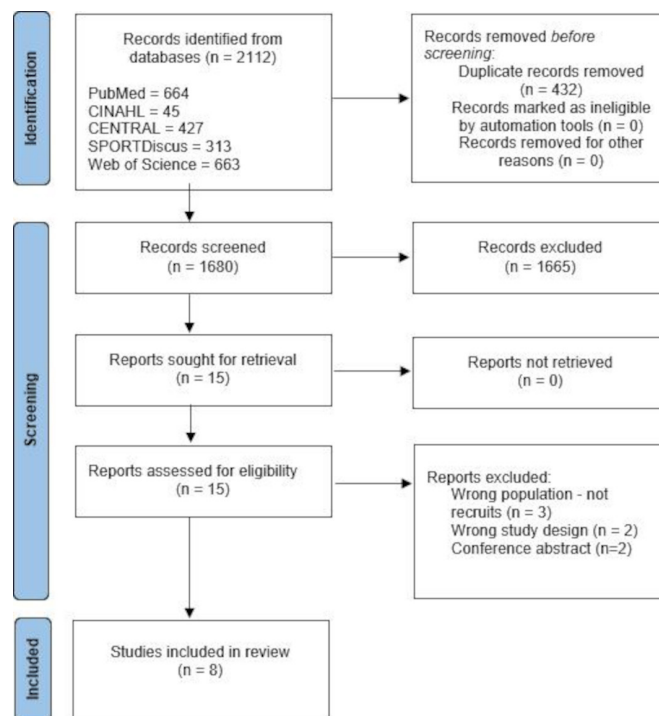 Identification
Records identified from
databases (n = 2112)
PubMed = 664
CINAHL = 45
CENTRAL = 427
SPORTDiscus = 313
Web of Science = 663
Records removed before
screening:
Duplicate records removed
(n = 432)
Records marked as ineligible
by automation tools (n = 0)
Records removed for other
reasons (n = 0)
Screening
Records screened
(n = 1680)
Records excluded
(n = 1665)
Reports sought for retrieval
(n = 15)
Reports not retrieved
(n = 0)
Reports assessed for eligibility
(n = 15)
Reports excluded:
Wrong population - not
recruits (n = 3)
Wrong study design (n = 2)
Conference abstract (n=2)
Included
Studies included in review
(n = 8)